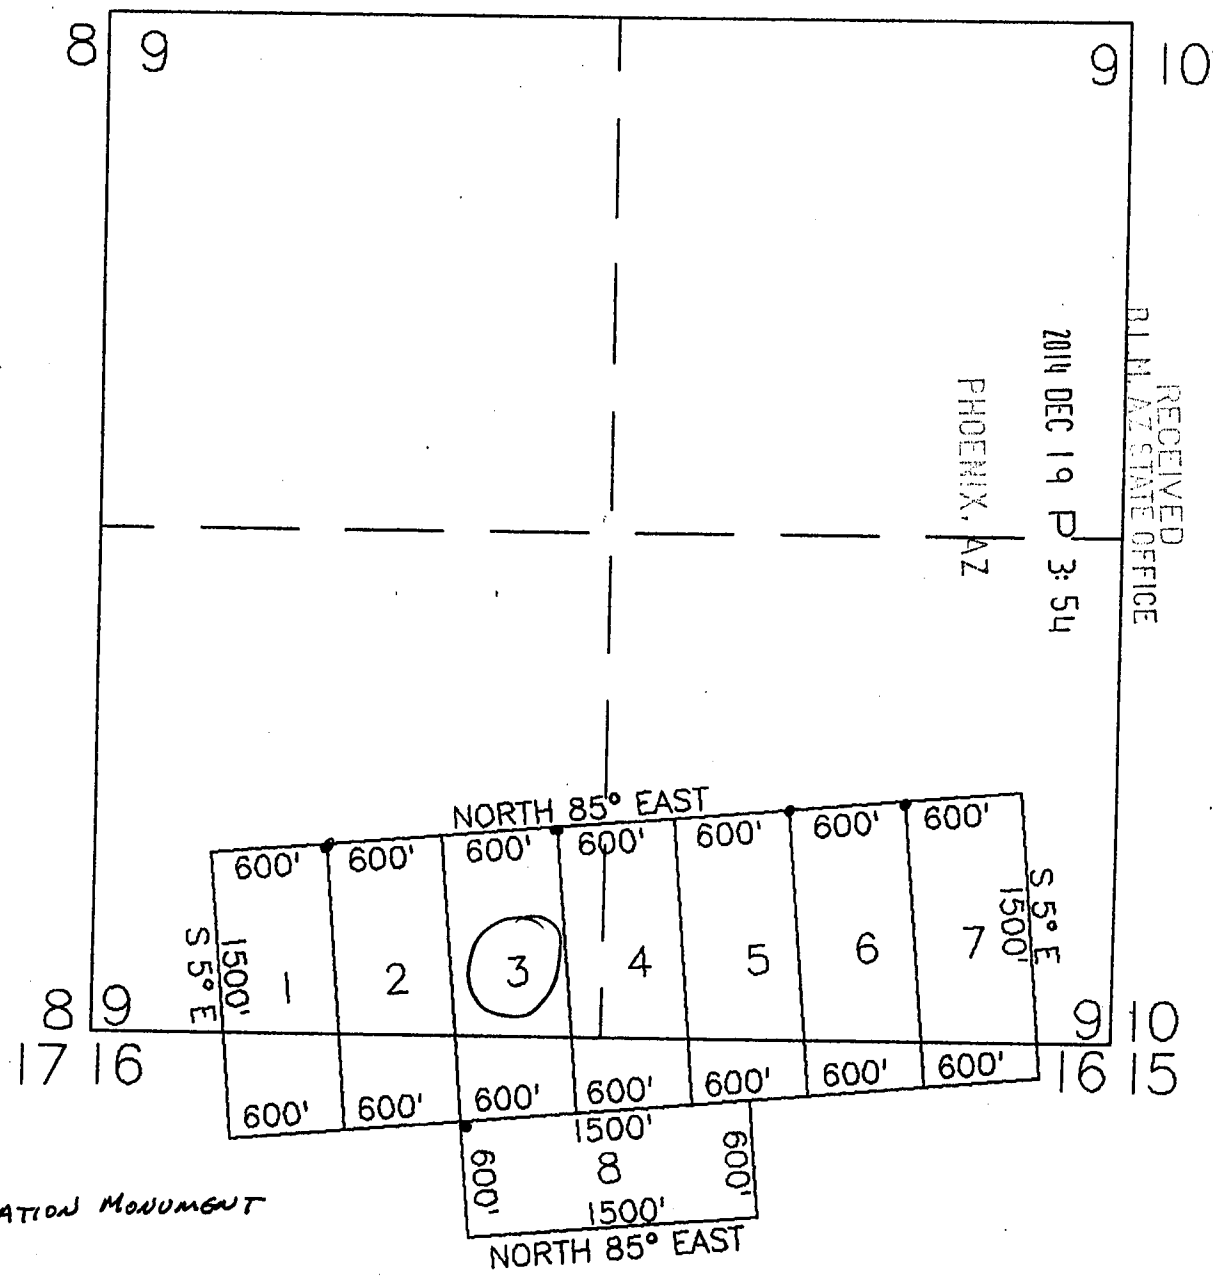 8 9
9 10
RECEIVED
B.L.M. AZ STATE OFFICE
2014 DEC 19 P 3:54
PHOENIX, AZ
NORTH 85° EAST
600' 600' 600' 600' 600' 600' 600'
S 5° E
1500'
1 2 3 4 5 6 7
S 5° E
1500'
8 9
9 10
17 16
16 15
600' 600' 600' 600' 600' 600' 600'
1500'
600' 8 600'
1500'
NORTH 85° EAST
ATION MONUMENT